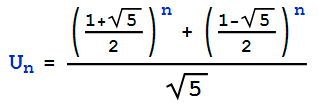 Uₙ = (((1+√5)/2)ⁿ + ((1-√5)/2)ⁿ)/√5